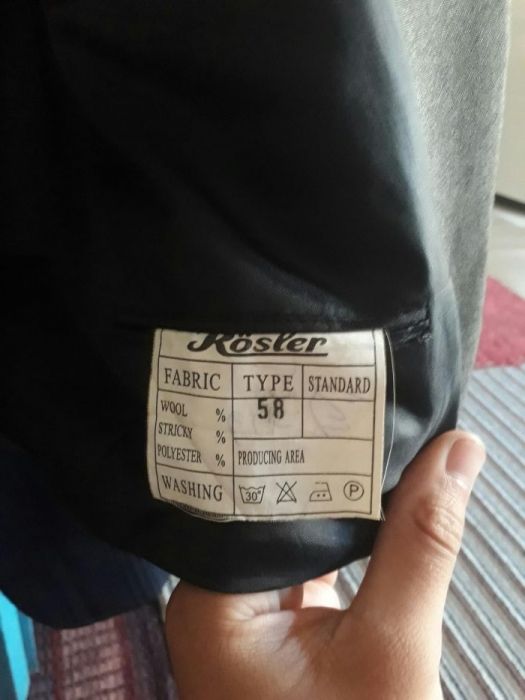 Kösler
FABRIC TYPE STANDARD
WOOL % 58
STRICKY %
POLYESTER % PRODUCING AREA
WASHING 30° P